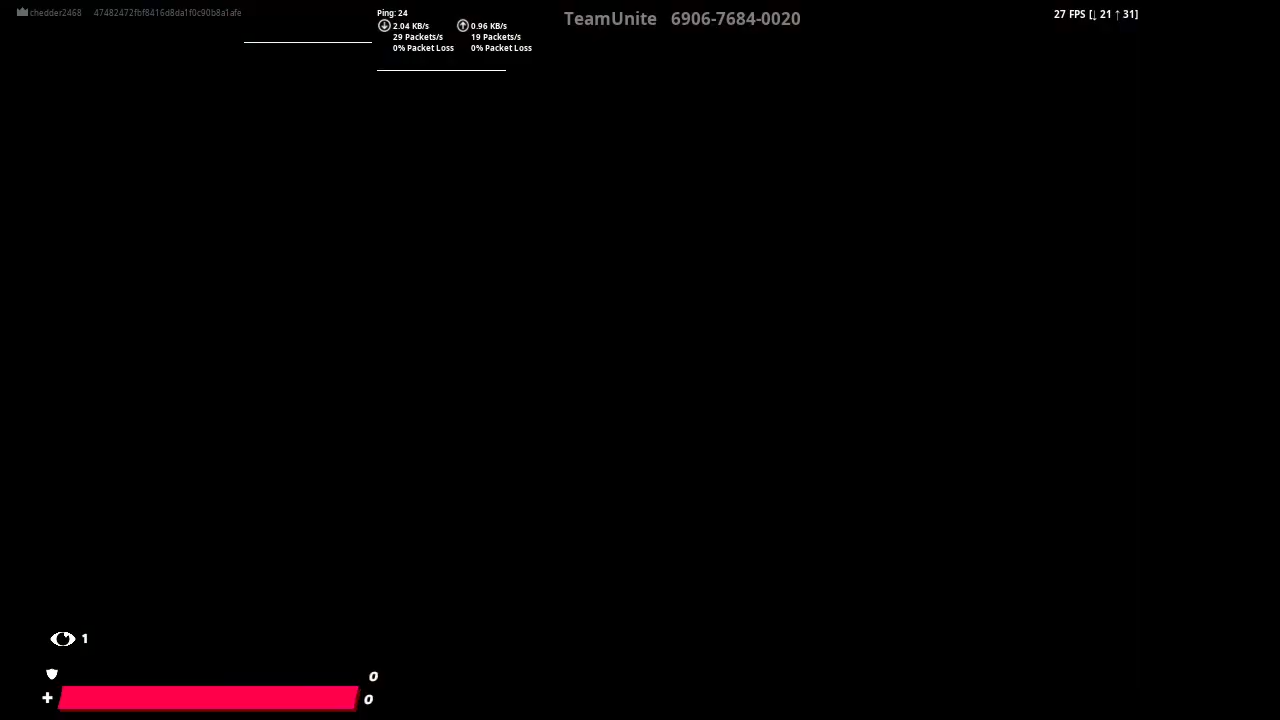 chedder2468 47482472fbf8416d8da1f0c90b8a1afe
Ping: 24
2.04 KB/s 0.96 KB/s
29 Packets/s 19 Packets/s
0% Packet Loss 0% Packet Loss
TeamUnite 6906-7684-0020
27 FPS [↓ 21 ↑ 31]
1
0
0